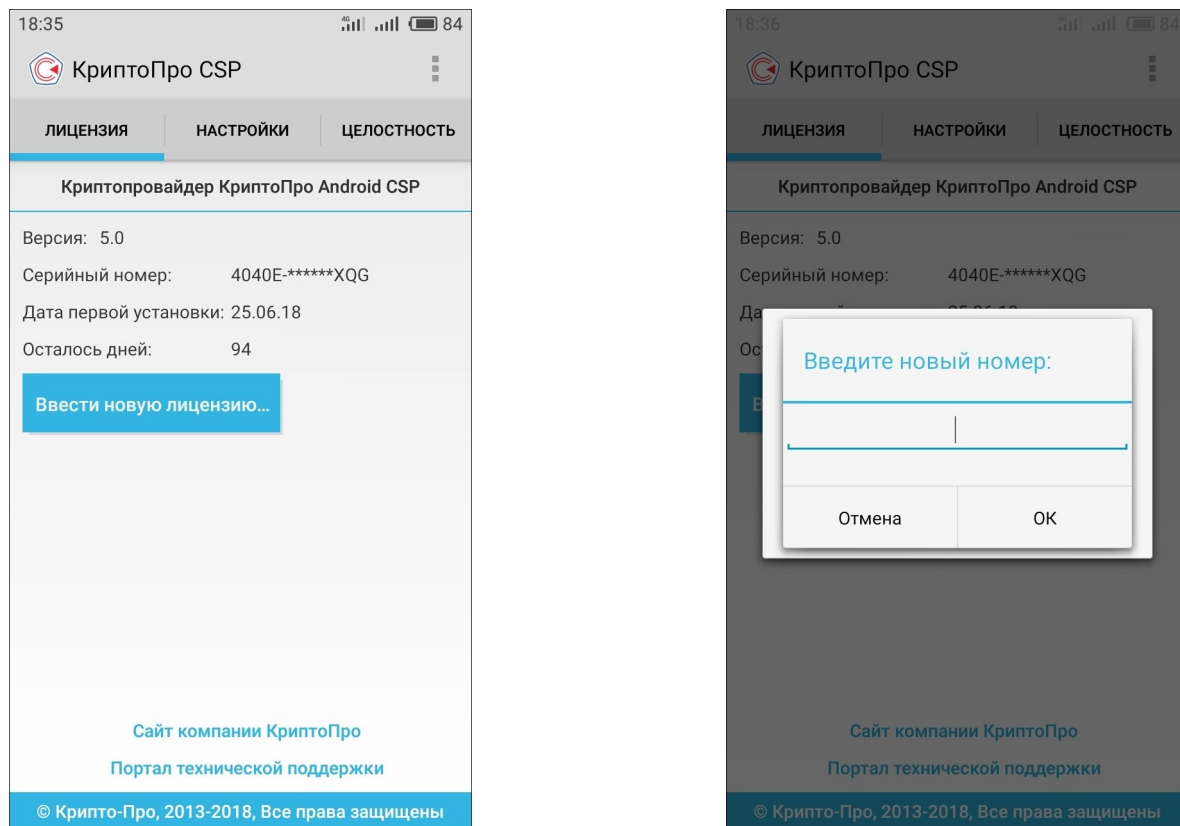 18:35
4G 84
КриптоПро CSP
ЛИЦЕНЗИЯ НАСТРОЙКИ ЦЕЛОСТНОСТЬ
Криптопровайдер КриптоПро Android CSP
Версия: 5.0
Серийный номер: 4040E-******XQG
Дата первой установки: 25.06.18
Осталось дней: 94
Ввести новую лицензию...
Сайт компании КриптоПро
Портал технической поддержки
© Крипто-Про, 2013-2018, Все права защищены
18:36
84
КриптоПро CSP
ЛИЦЕНЗИЯ НАСТРОЙКИ ЦЕЛОСТНОСТЬ
Криптопровайдер КриптоПро Android CSP
Версия: 5.0
Серийный номер: 4040E-******XQG
Да
Ос
В
Введите новый номер:
Отмена ОК
Сайт компании КриптоПро
Портал технической поддержки
© Крипто-Про, 2013-2018, Все права защищены